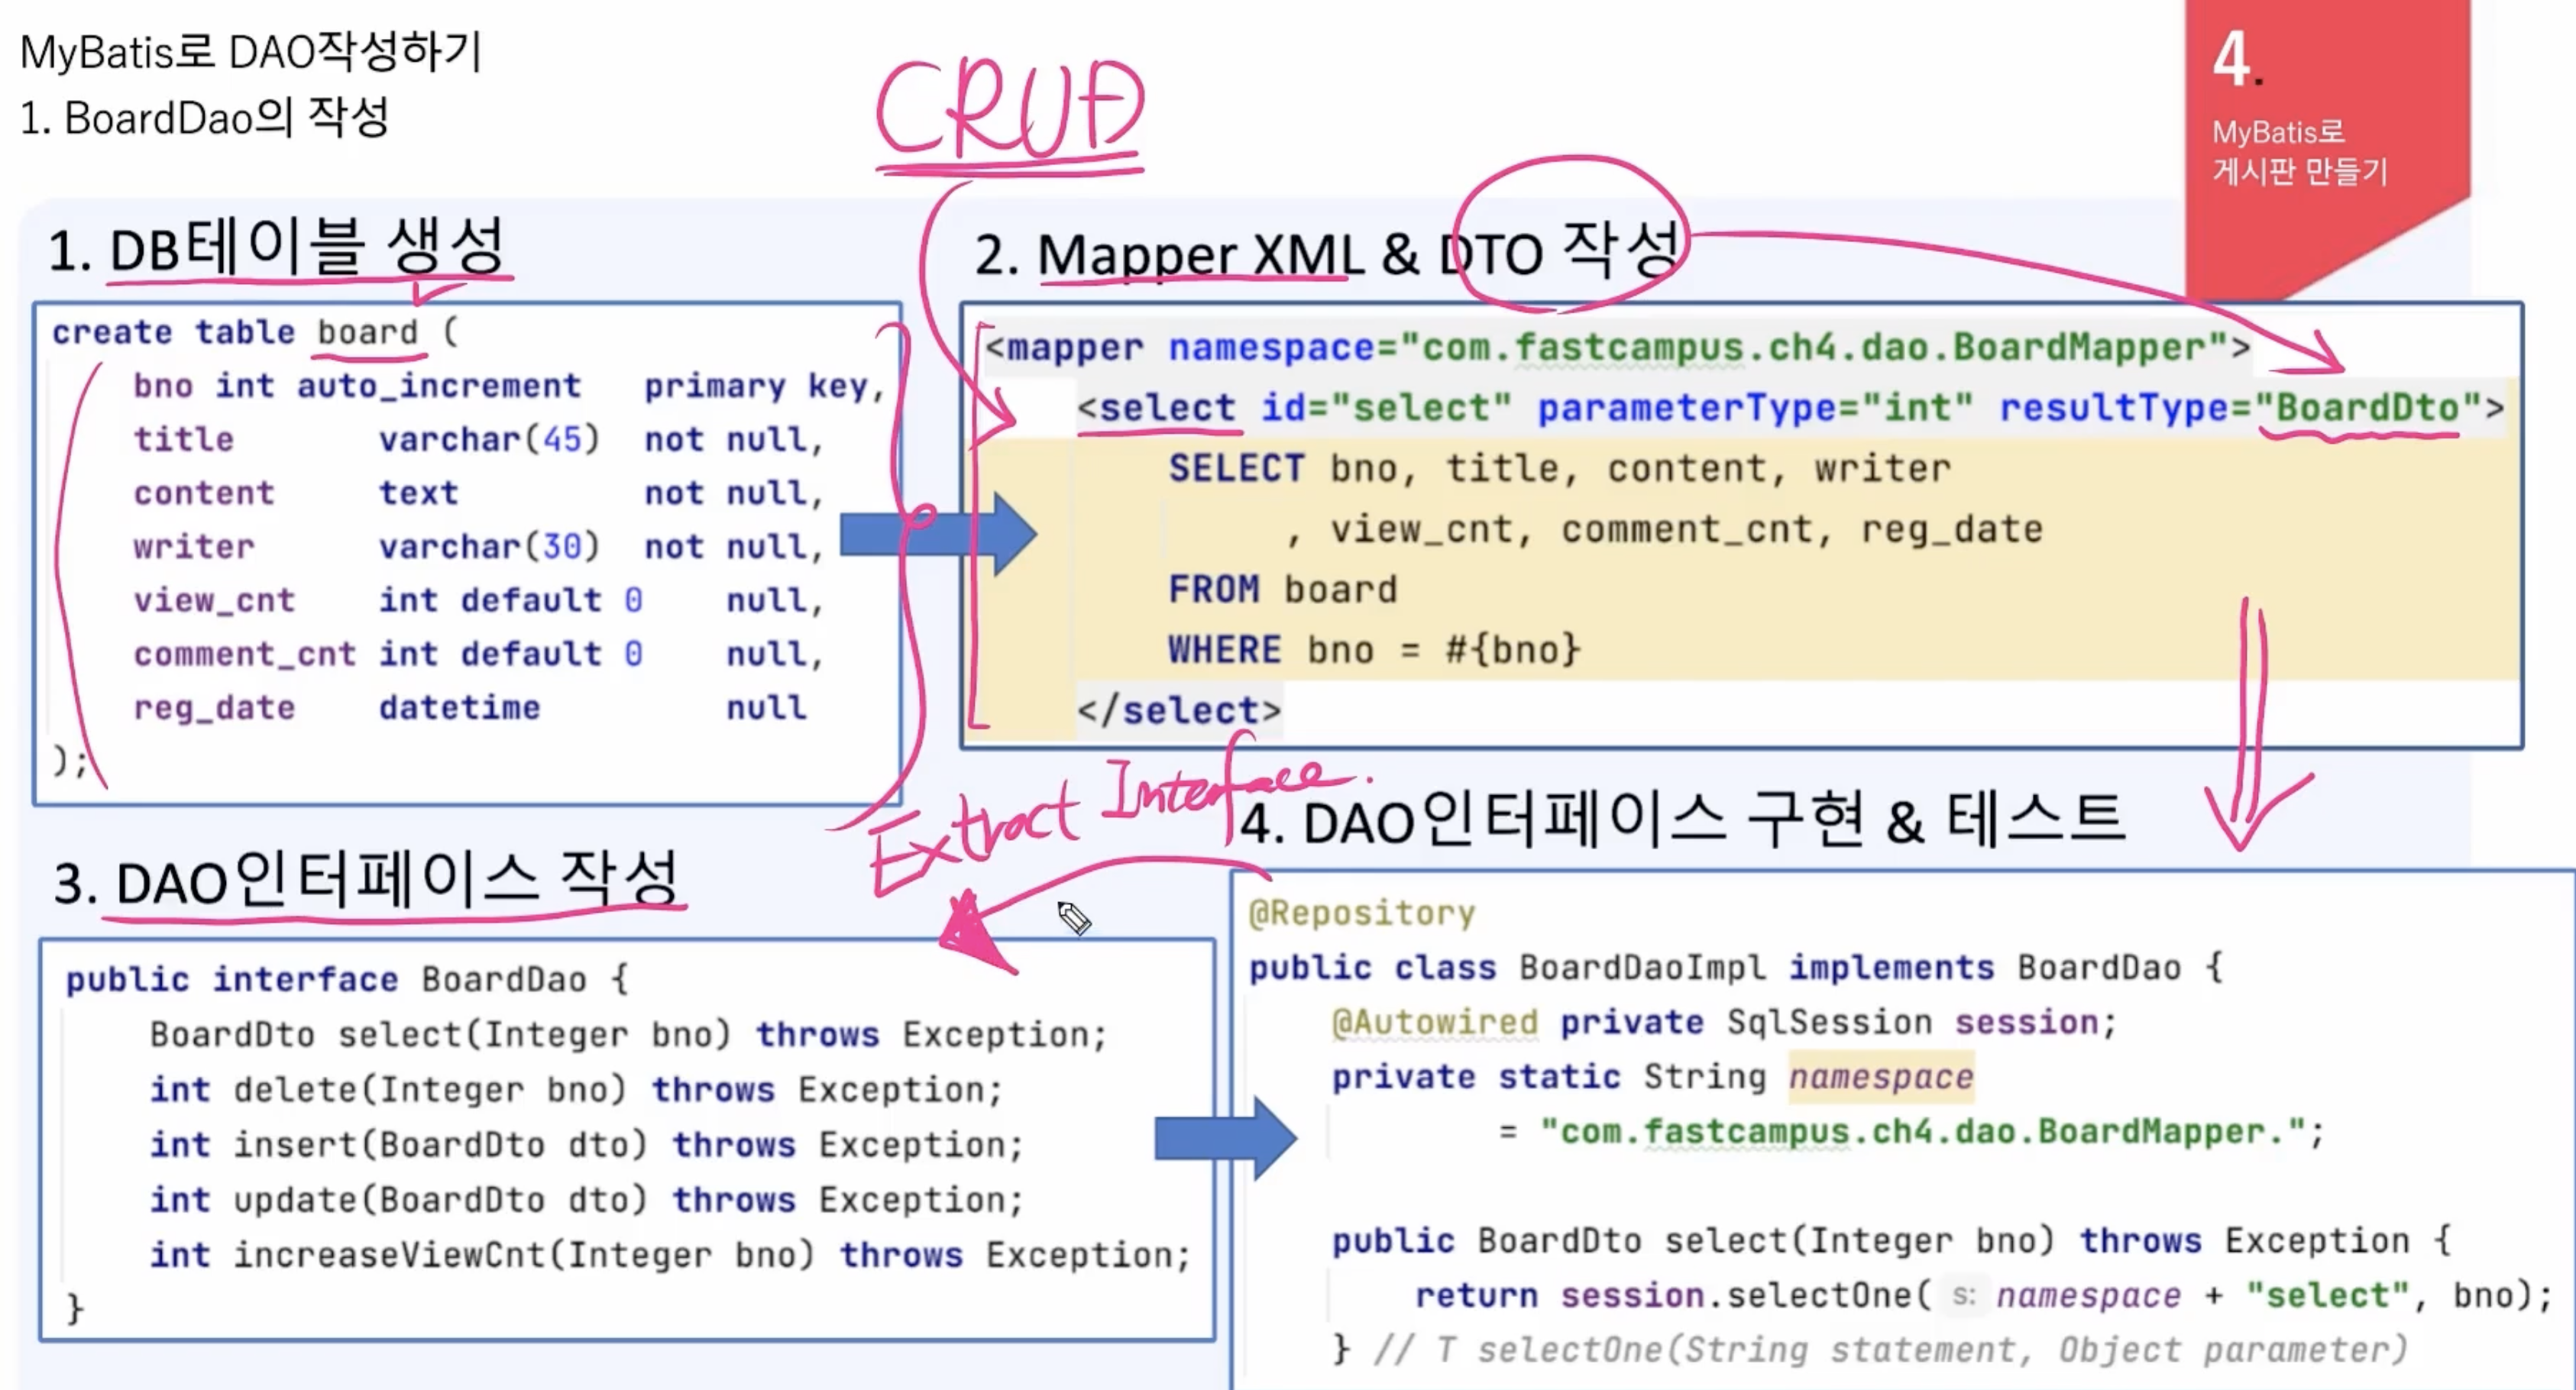 MyBatis로 DAO작성하기
1. BoardDao의 작성
CRUD
4.
MyBatis로
게시판 만들기
1. DB테이블 생성
create table board (
bno int auto_increment primary key,
title varchar(45) not null,
content text not null,
writer varchar(30) not null,
view_cnt int default 0 null,
comment_cnt int default 0 null,
reg_date datetime null
);
2. Mapper XML & DTO 작성
<mapper namespace="com.fastcampus.ch4.dao.BoardMapper">
<select id="select" parameterType="int" resultType="BoardDto">
SELECT bno, title, content, writer
, view_cnt, comment_cnt, reg_date
FROM board
WHERE bno = #{bno}
</select>
Extract Interface.
3. DAO인터페이스 작성
public interface BoardDao {
BoardDto select(Integer bno) throws Exception;
int delete(Integer bno) throws Exception;
int insert(BoardDto dto) throws Exception;
int update(BoardDto dto) throws Exception;
int increaseViewCnt(Integer bno) throws Exception;
}
4. DAO인터페이스 구현 & 테스트
@Repository
public class BoardDaoImpl implements BoardDao {
@Autowired private SqlSession session;
private static String namespace
= "com.fastcampus.ch4.dao.BoardMapper.";
public BoardDto select(Integer bno) throws Exception {
return session.selectOne( s: namespace + "select", bno);
} // T selectOne(String statement, Object parameter)